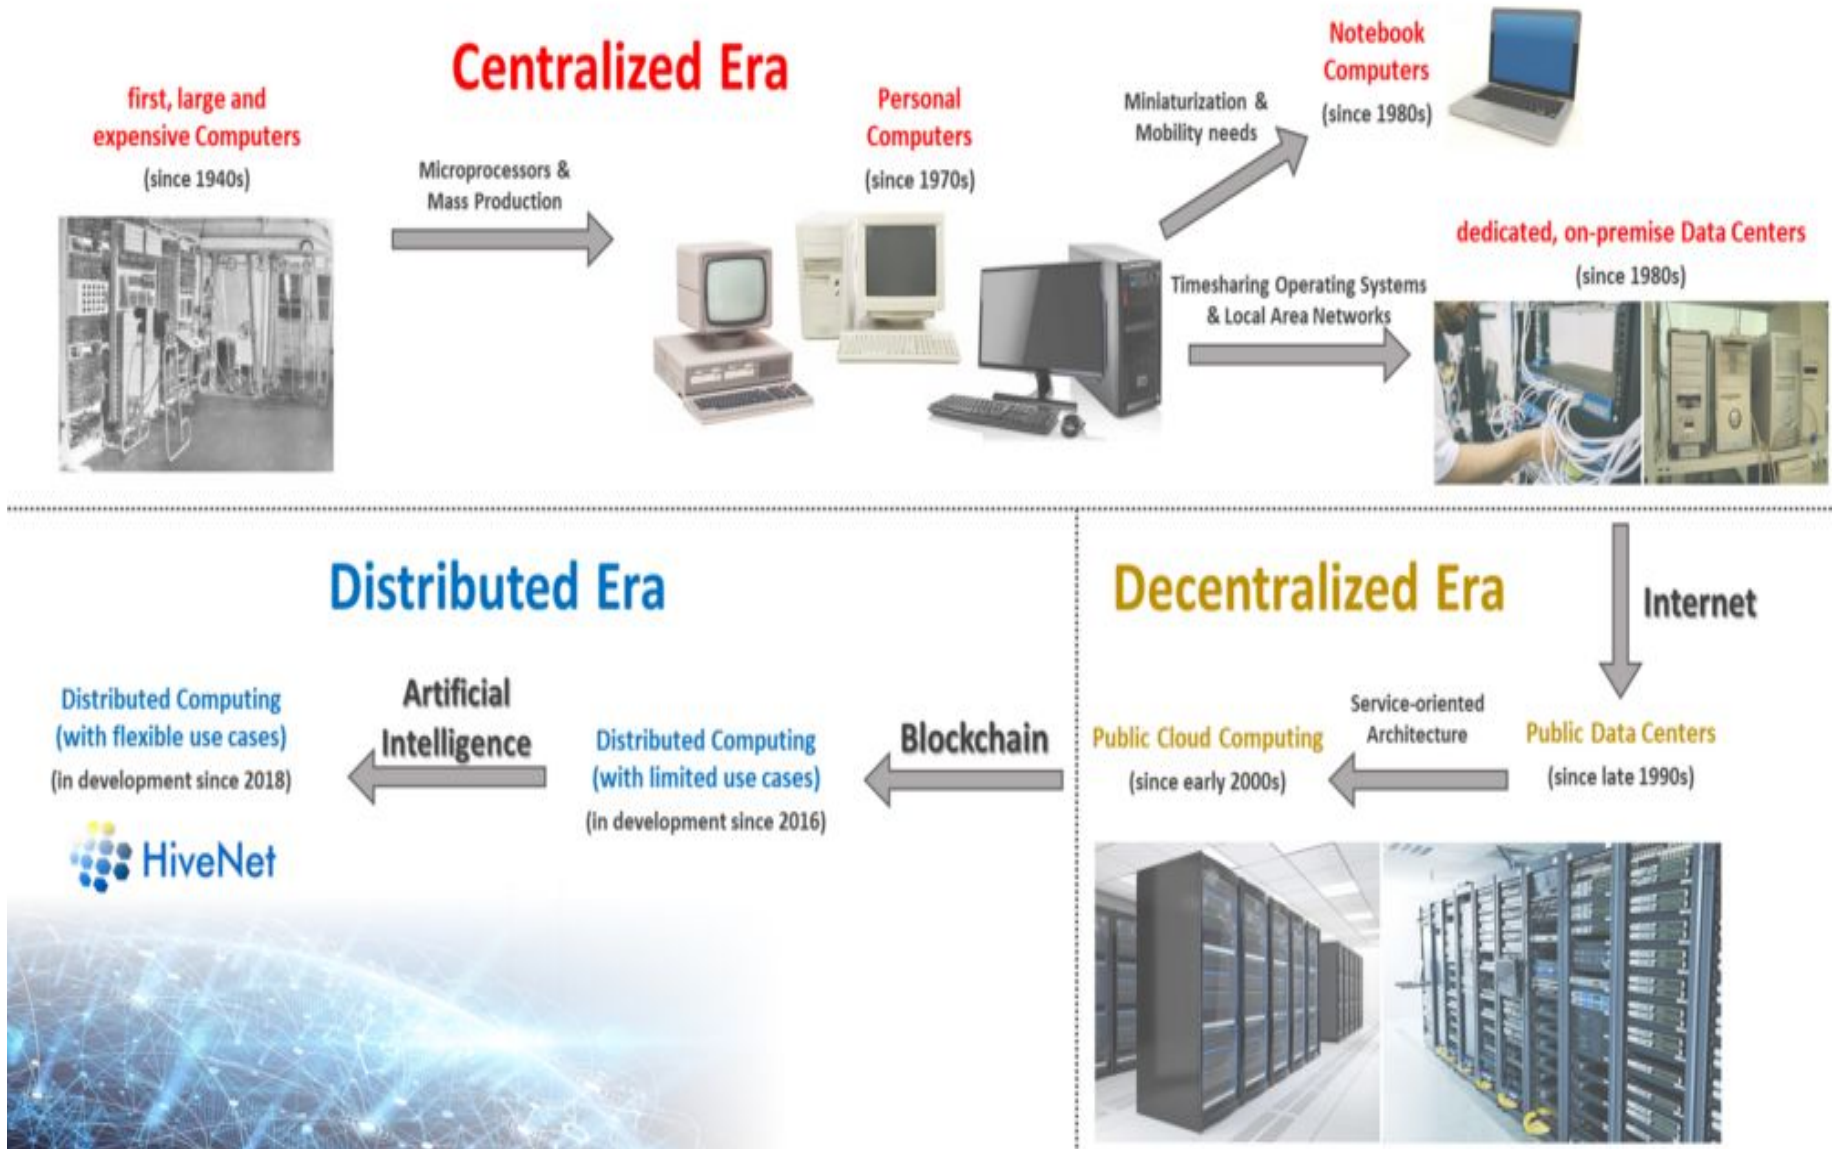 Centralized Era
first, large and
expensive Computers
(since 1940s)
Microprocessors &
Mass Production
Personal
Computers
(since 1970s)
Miniaturization &
Mobility needs
Notebook
Computers
(since 1980s)
Timesharing Operating Systems
& Local Area Networks
dedicated, on-premise Data Centers
(since 1980s)
Internet
Decentralized Era
Public Data Centers
(since late 1990s)
Service-oriented
Architecture
Public Cloud Computing
(since early 2000s)
Blockchain
Distributed Era
Distributed Computing
(with limited use cases)
(in development since 2016)
Artificial
Intelligence
Distributed Computing
(with flexible use cases)
(in development since 2018)
HiveNet